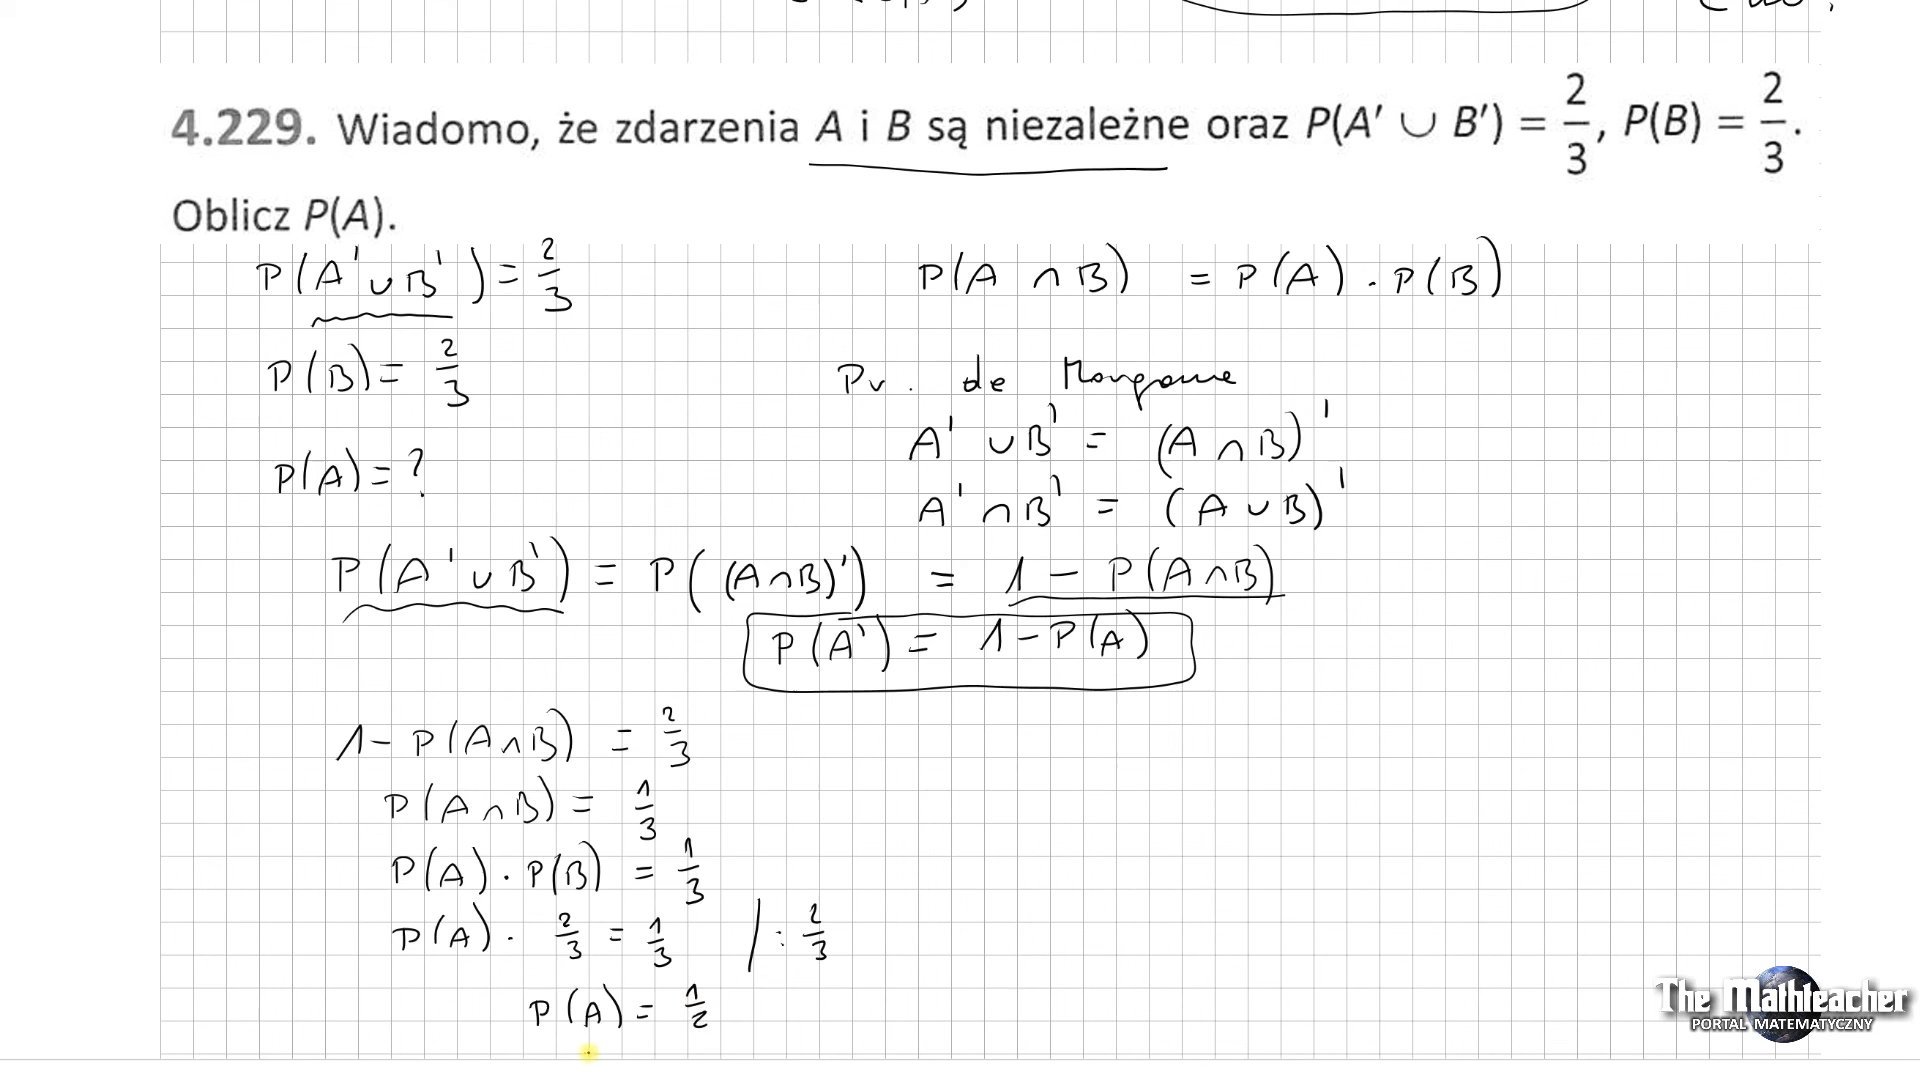 4.229. Wiadomo, że zdarzenia A i B są niezależne oraz P(A′ ∪ B′) = 2/3, P(B) = 2/3.
Oblicz P(A).
P(A' ∪ B') = 2/3
P(A ∩ B) = P(A) · P(B)
P(B) = 2/3
Pr. de Morgana
A' ∪ B' = (A ∩ B)'
P(A) = ?
A' ∩ B' = (A ∪ B)'
P(A' ∪ B') = P((A ∩ B)') = 1 − P(A ∩ B)
P(A') = 1 − P(A)
1 − P(A ∩ B) = 2/3
P(A ∩ B) = 1/3
P(A) · P(B) = 1/3
P(A) · 2/3 = 1/3 / : 2/3
P(A) = 1/2
The Mathteacher
PORTAL MATEMATYCZNY